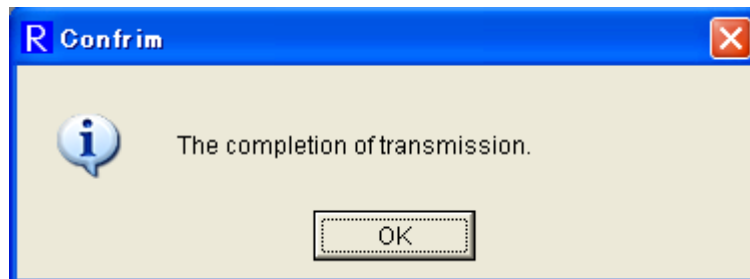 R Confrim
The completion of transmission.
OK